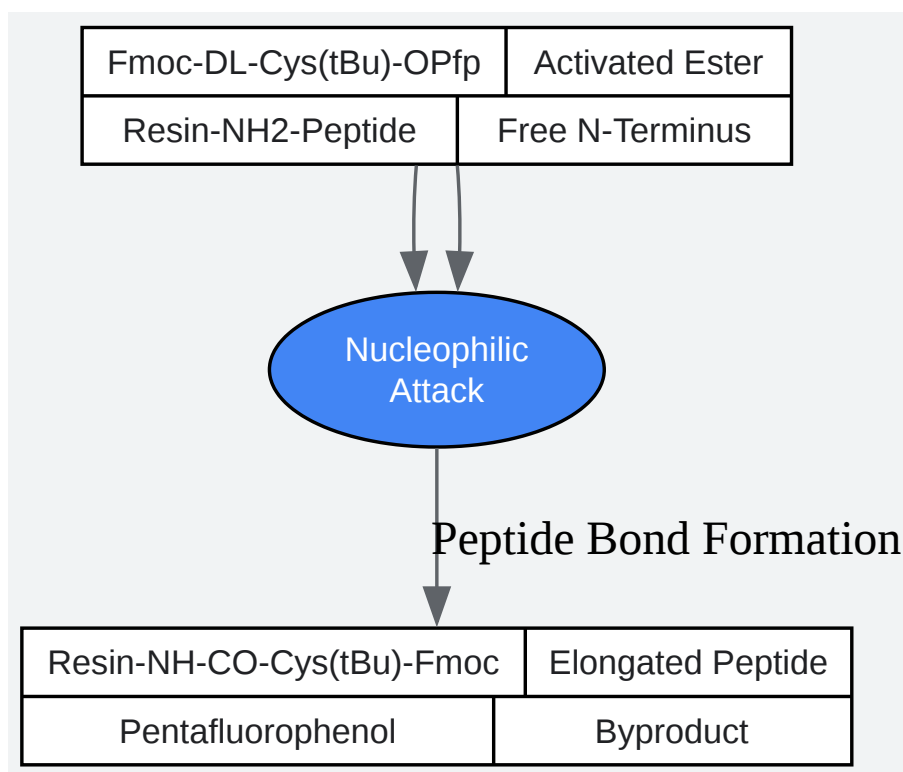 Fmoc-DL-Cys(tBu)-OPfp
Activated Ester
Resin-NH2-Peptide
Free N-Terminus
Nucleophilic
Attack
Peptide Bond Formation
Resin-NH-CO-Cys(tBu)-Fmoc
Elongated Peptide
Pentafluorophenol
Byproduct